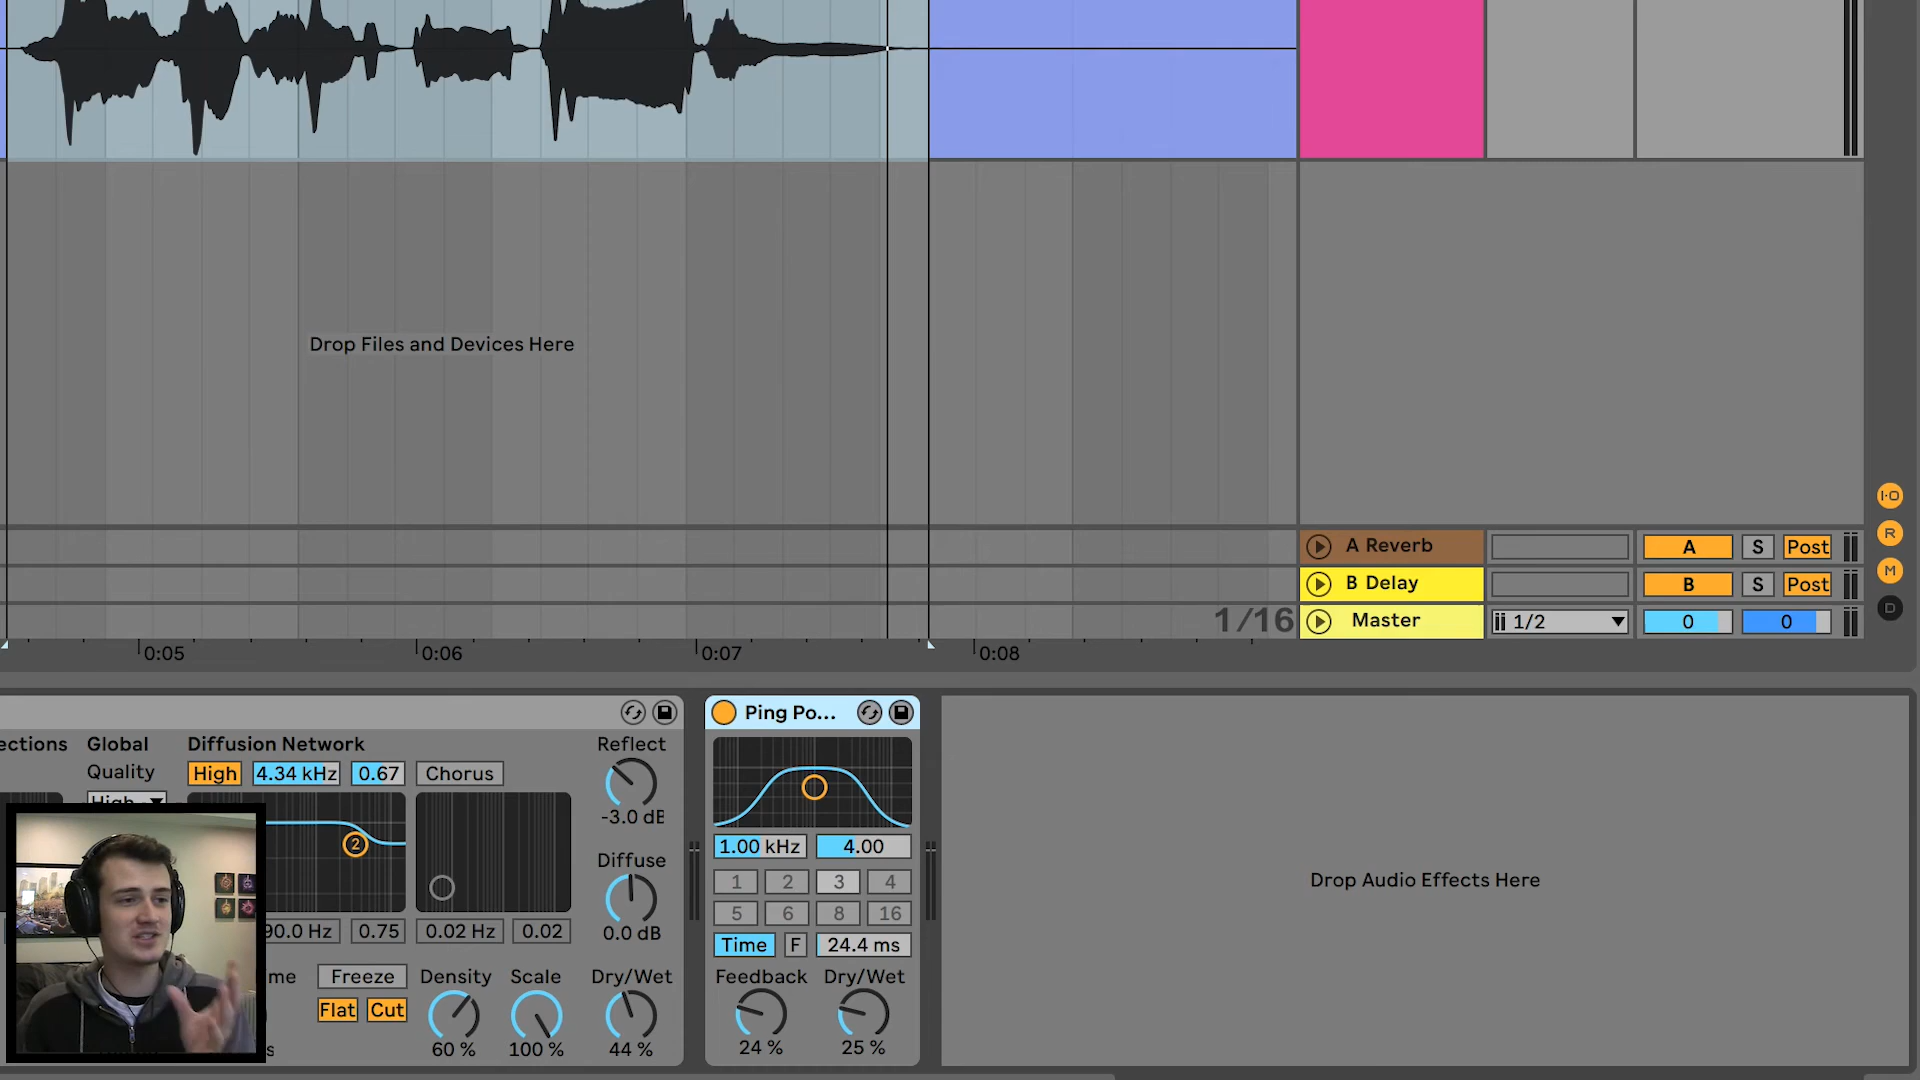 Drop Files and Devices Here
I·O
R
M
D
A Reverb
A
S
Post
B Delay
B
S
Post
1/16
Master
1/2
0
0
0:05
0:06
0:07
0:08
Ping Po...
ections
Global
Diffusion Network
Reflect
Quality
High
4.34 kHz
0.67
Chorus
High
-3.0 dB
2
Diffuse
90.0 Hz
0.75
0.02 Hz
0.02
0.0 dB
Freeze
Density
Scale
Dry/Wet
Flat
Cut
60 %
100 %
44 %
1.00 kHz
4.00
1
2
3
4
5
6
8
16
Time
F
24.4 ms
Feedback
Dry/Wet
24 %
25 %
Drop Audio Effects Here